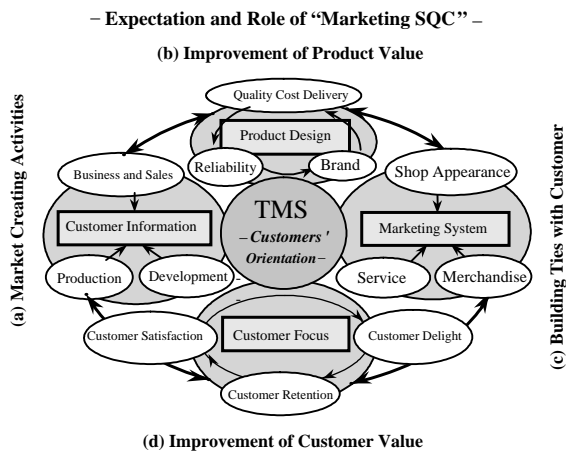 – Expectation and Role of “Marketing SQC” –
(b) Improvement of Product Value
(a) Market Creating Activities
(c) Building Ties with Customer
Quality Cost Delivery
Product Design
Reliability
Brand
Business and Sales
Shop Appearance
Customer Information
TMS
– Customers'
Orientation–
Marketing System
Production
Development
Service
Merchandise
Customer Satisfaction
Customer Focus
Customer Delight
Customer Retention
(d) Improvement of Customer Value